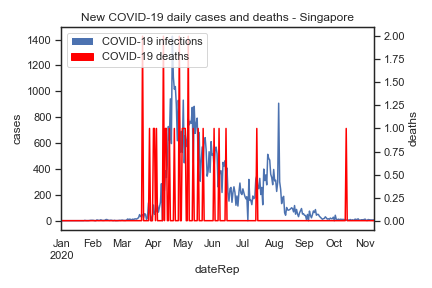 New COVID-19 daily cases and deaths - Singapore
COVID-19 infections
COVID-19 deaths
1400
1200
1000
800
600
400
200
0
cases
2.00
1.75
1.50
1.25
1.00
0.75
0.50
0.25
0.00
deaths
Jan Feb Mar Apr May Jun Jul Aug Sep Oct Nov
2020
dateRep